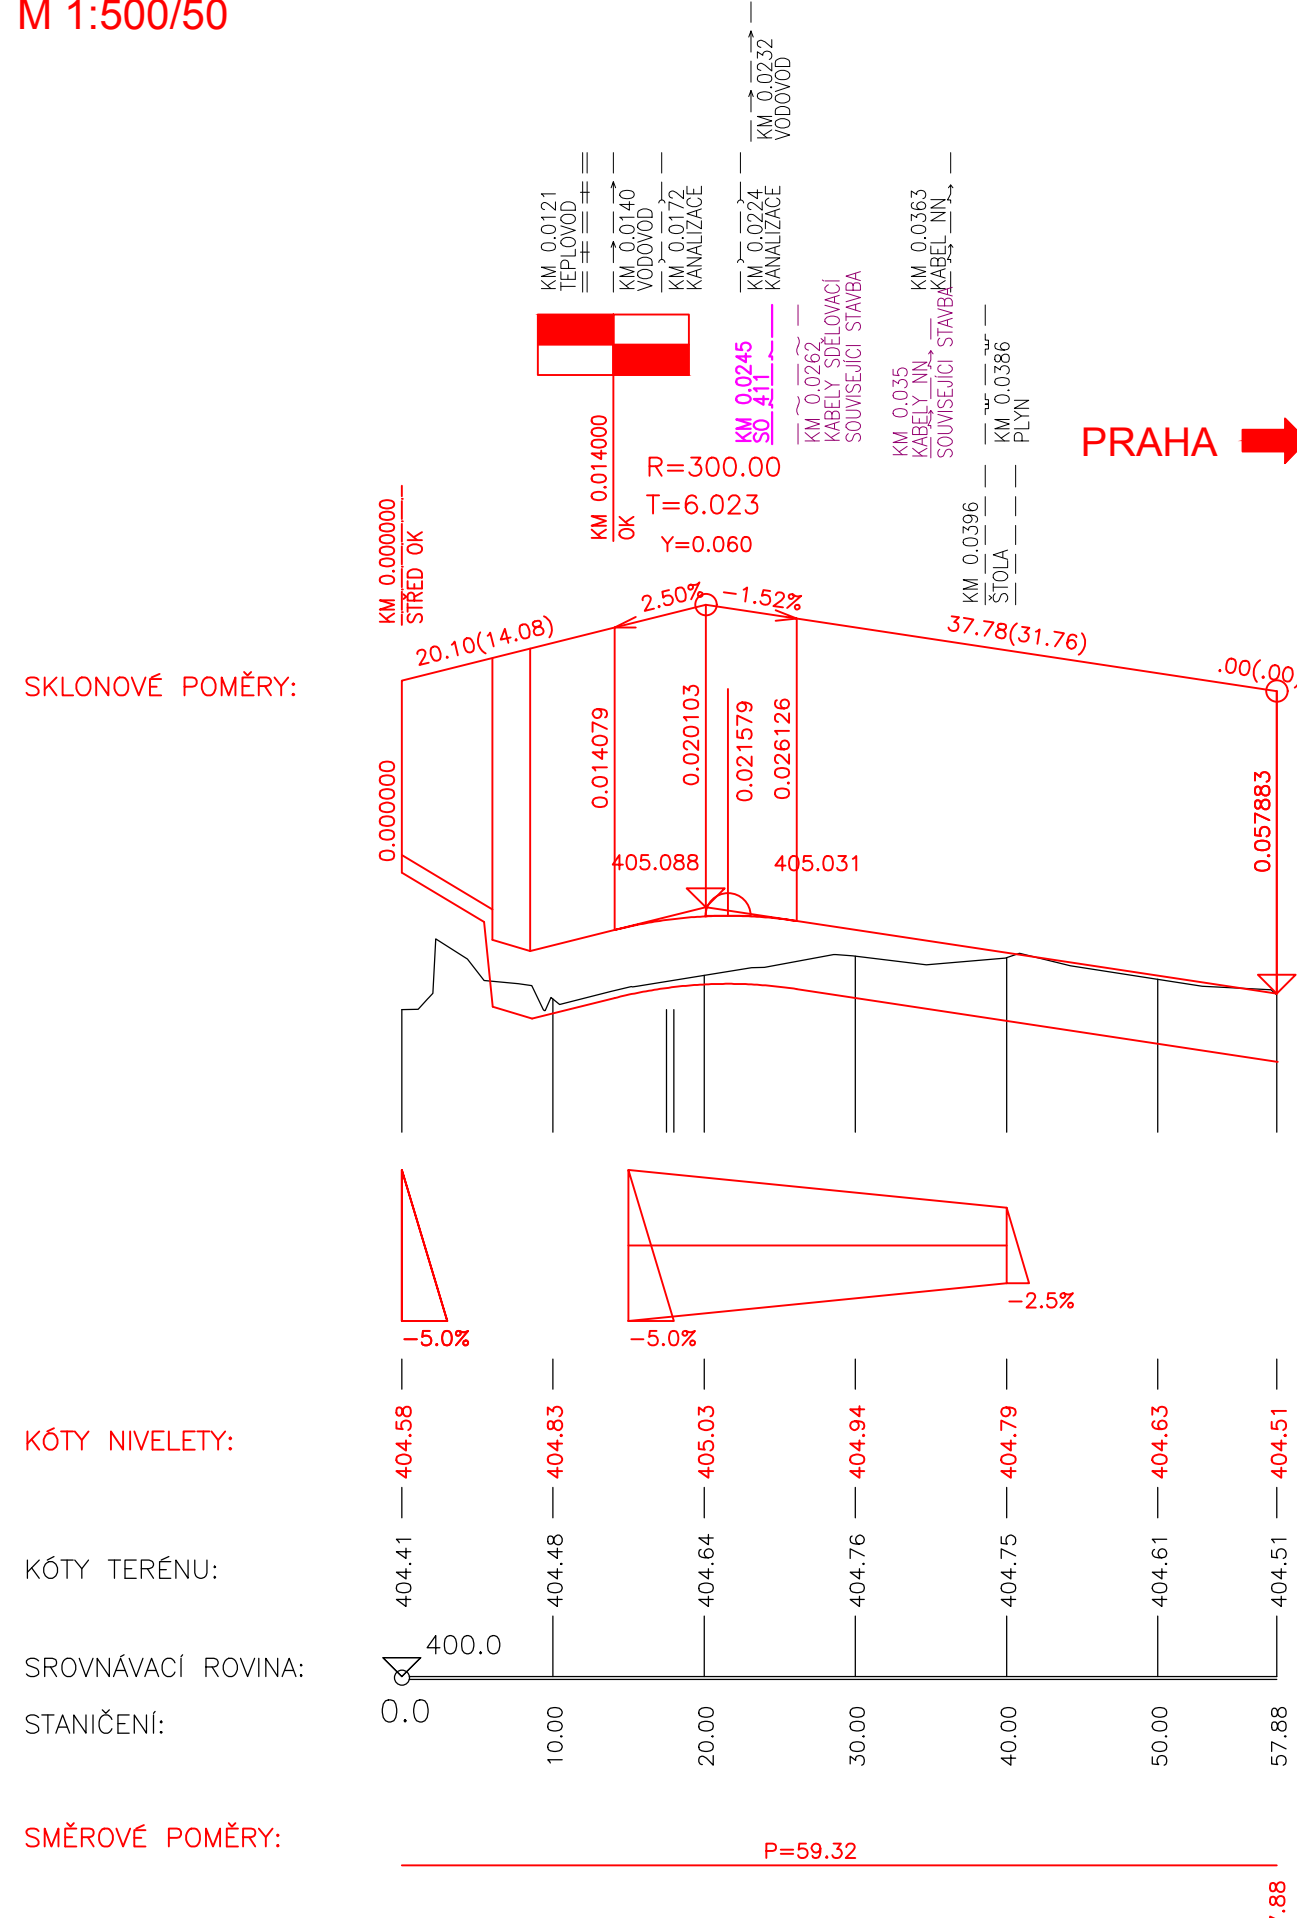 M 1:500/50
KM 0.0232
VODOVOD
KM 0.0121
TEPLOVOD
KM 0.0140
VODOVOD
KM 0.0172
KANALIZACE
KM 0.0224
KANALIZACE
KM 0.0363
KABEL NN
KM 0.0245
SO 411
KM 0.0262
KABELY SDĚLOVACÍ
SOUVISEJÍCI STAVBA
KM 0.035
KABELY NN
SOUVISEJÍCI STAVBA
KM 0.0386
PLYN
PRAHA
KM 0.014000
OK
R=300.00
T=6.023
Y=0.060
KM 0.000000
STŘED OK
KM 0.0396
ŠTOLA
20.10(14.08)
2.50%
-1.52%
37.78(31.76)
.00(.00)
SKLONOVÉ POMĚRY:
0.000000
0.014079
0.020103
0.021579
0.026126
0.057883
405.088
405.031
-5.0%
-5.0%
-2.5%
KÓTY NIVELETY:
404.58
404.83
405.03
404.94
404.79
404.63
404.51
KÓTY TERÉNU:
404.41
404.48
404.64
404.76
404.75
404.61
404.51
SROVNÁVACÍ ROVINA:
400.0
STANIČENÍ:
0.0
10.00
20.00
30.00
40.00
50.00
57.88
SMĚROVÉ POMĚRY:
P=59.32